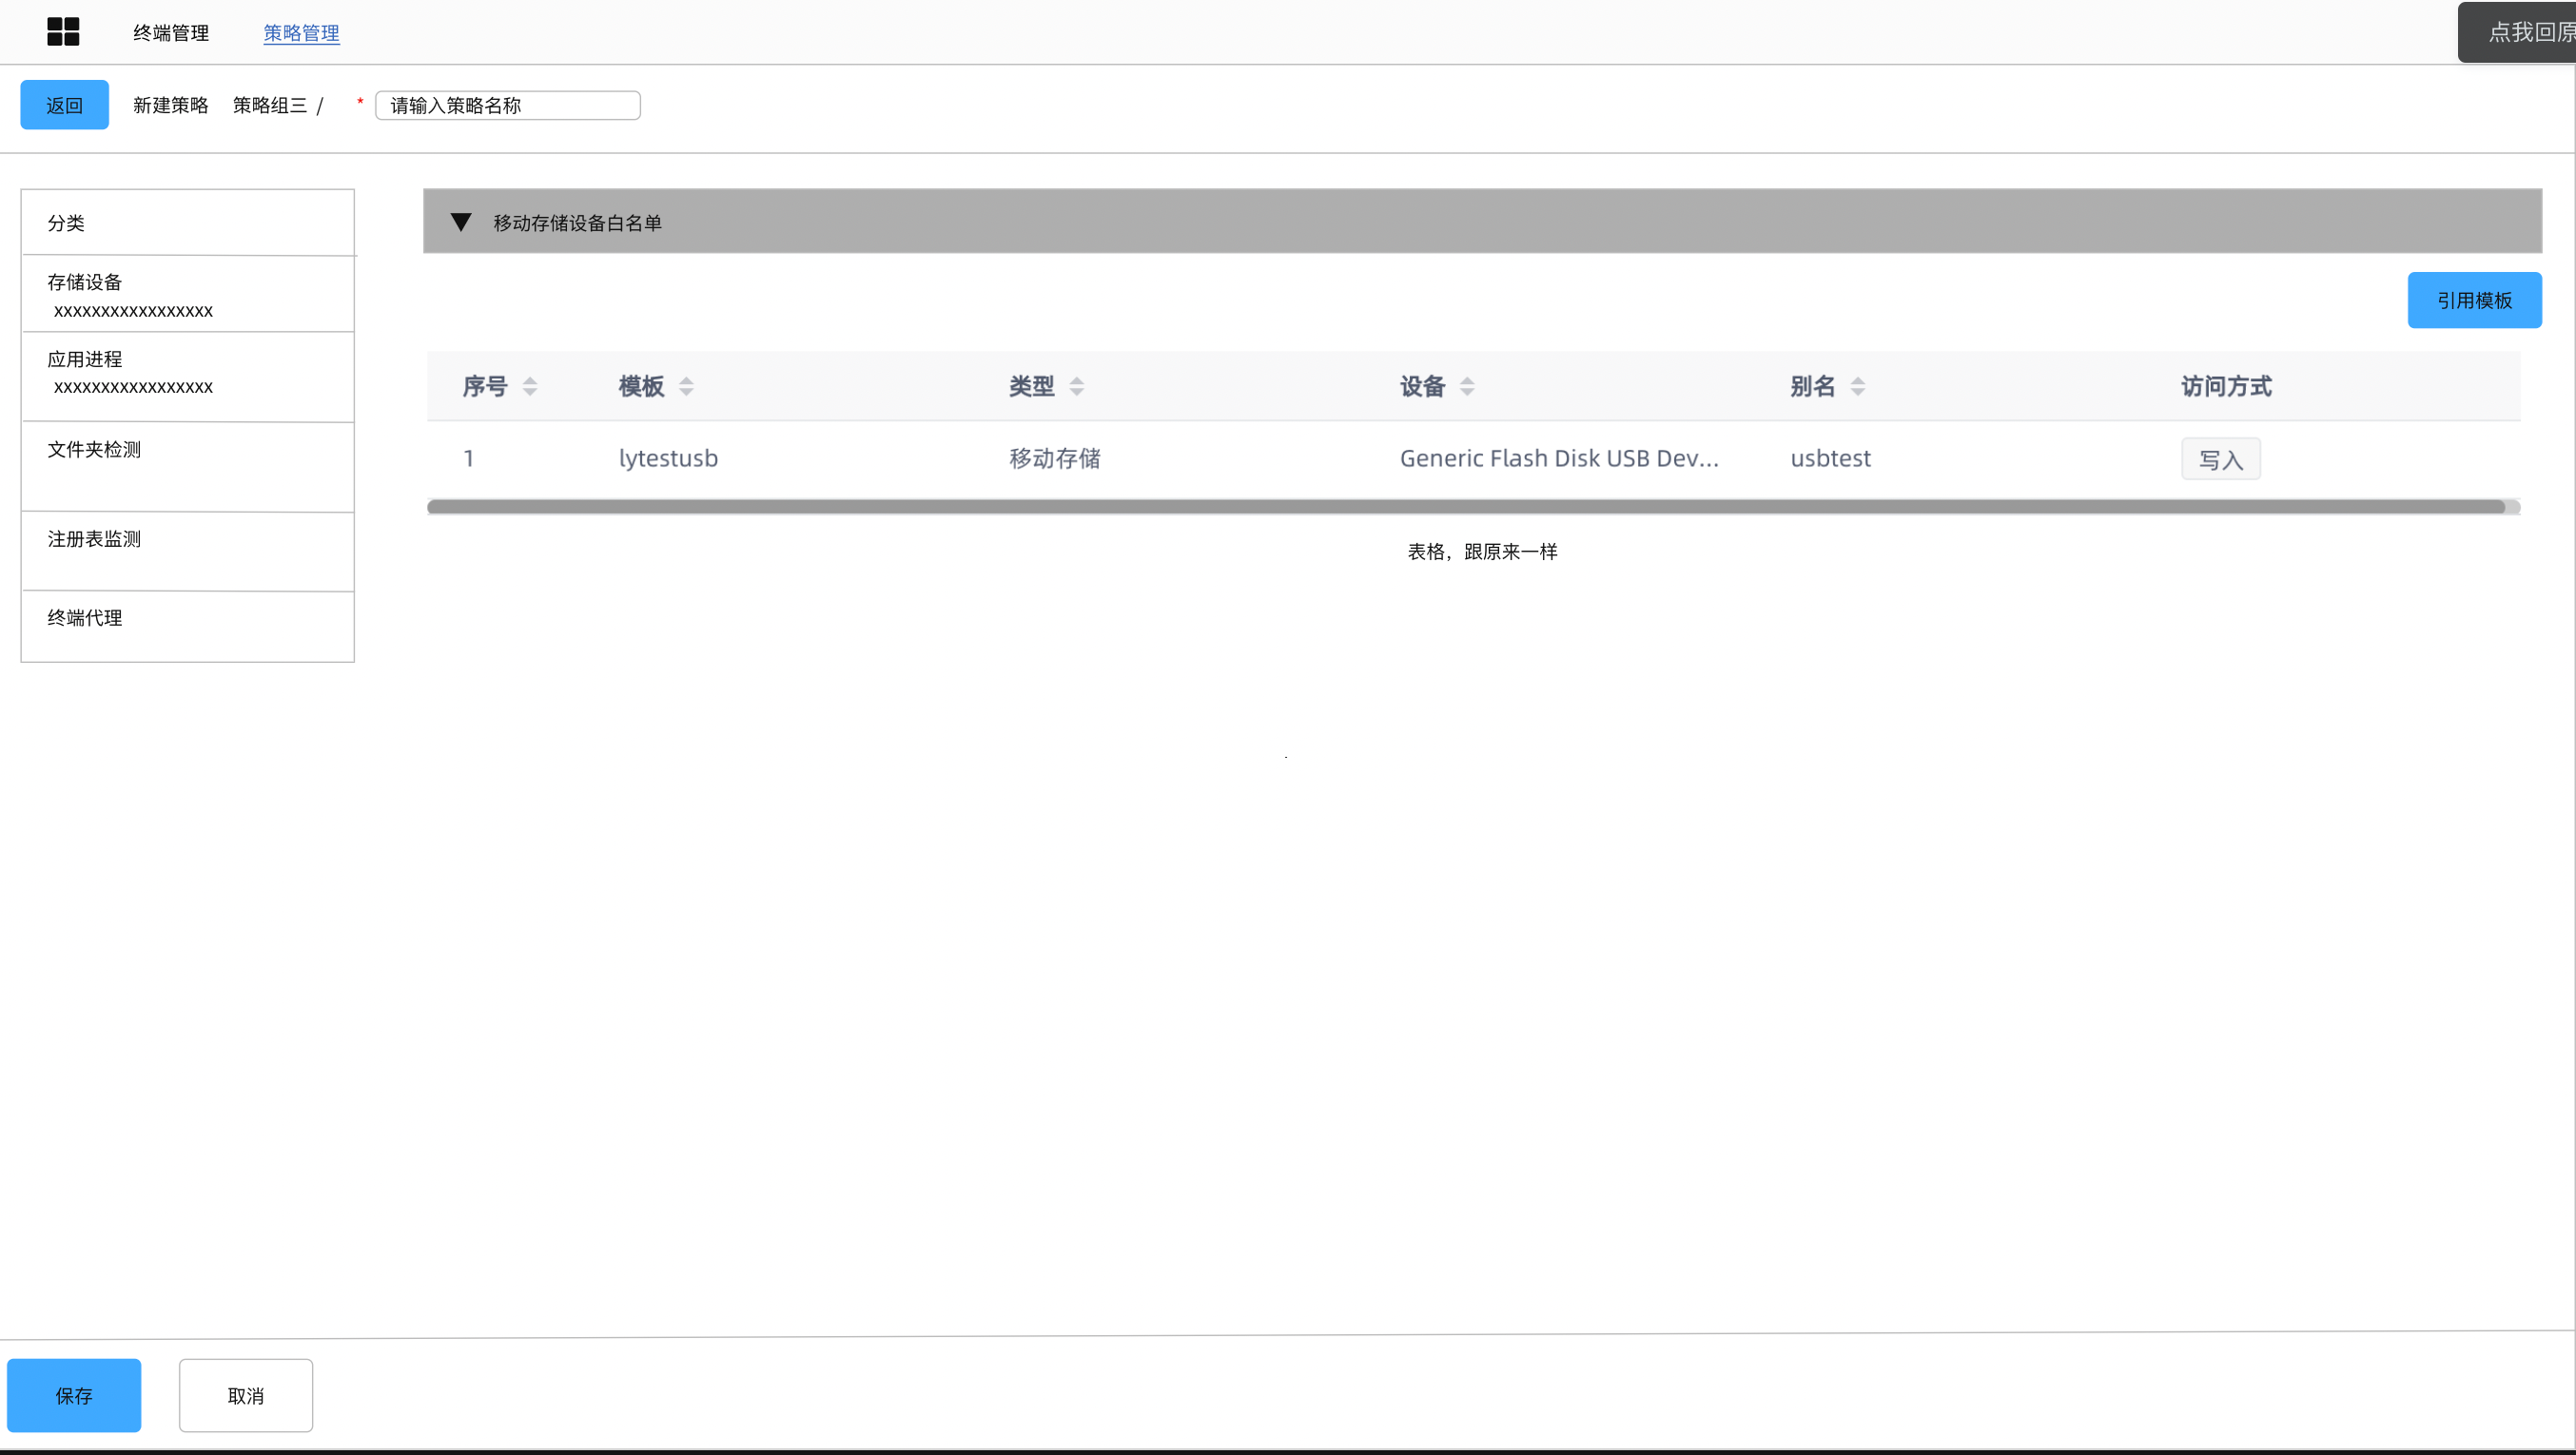 终端管理 策略管理 点我回原
返回 新建策略 策略组三 / * 请输入策略名称
分类
存储设备
xxxxxxxxxxxxxxxxx
应用进程
xxxxxxxxxxxxxxxxx
文件夹检测
注册表监测
终端代理
移动存储设备白名单
引用模板
序号 模板 类型 设备 别名 访问方式
1 lytestusb 移动存储 Generic Flash Disk USB Dev... usbtest 写入
表格，跟原来一样
保存 取消